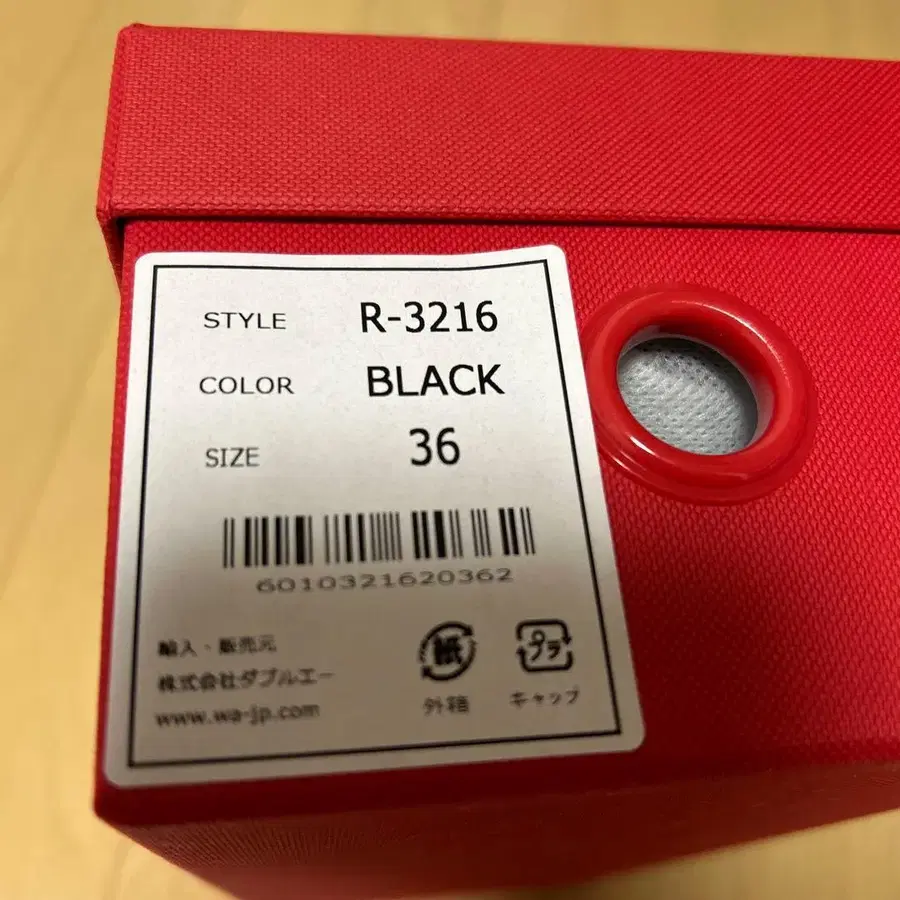 STYLE R-3216
COLOR BLACK
SIZE 36
6010321620362
輸入・販売元
株式会社ダブルエー
www.wa-jp.com
紙
プラ
外箱
キャップ